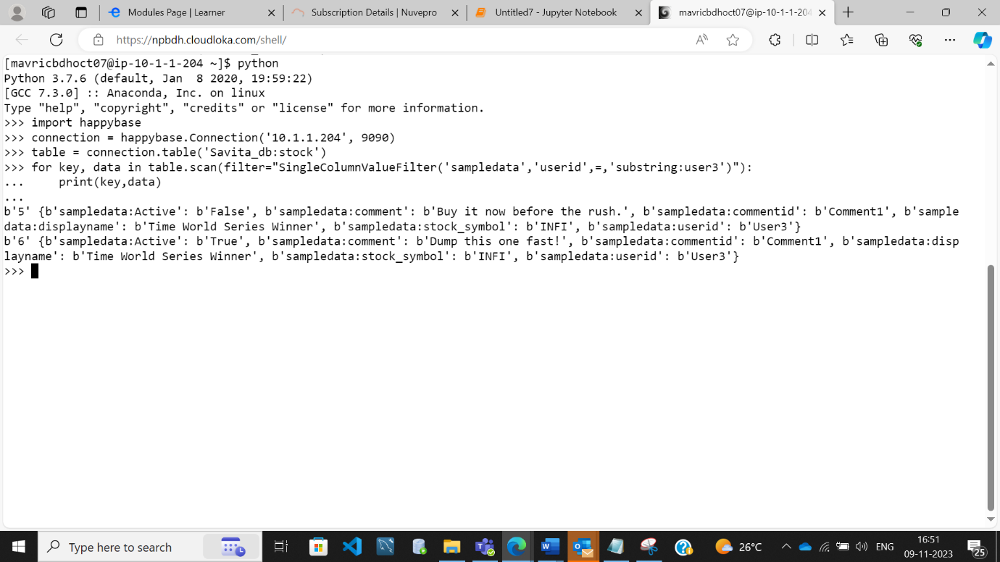 Modules Page | Learner
Subscription Details | Nuvepro
Untitled7 - Jupyter Notebook
mavricbdhoct07@ip-10-1-1-204
https://npbdh.cloudloka.com/shell/
[mavricbdhoct07@ip-10-1-1-204 ~]$ python
Python 3.7.6 (default, Jan  8 2020, 19:59:22)
[GCC 7.3.0] :: Anaconda, Inc. on linux
Type "help", "copyright", "credits" or "license" for more information.
>>> import happybase
>>> connection = happybase.Connection('10.1.1.204', 9090)
>>> table = connection.table('Savita_db:stock')
>>> for key, data in table.scan(filter="SingleColumnValueFilter('sampledata','userid',=,'substring:user3')"):
...     print(key,data)
...
b'5' {b'sampledata:Active': b'False', b'sampledata:comment': b'Buy it now before the rush.', b'sampledata:commentid': b'Comment1', b'sample
data:displayname': b'Time World Series Winner', b'sampledata:stock_symbol': b'INFI', b'sampledata:userid': b'User3'}
b'6' {b'sampledata:Active': b'True', b'sampledata:comment': b'Dump this one fast!', b'sampledata:commentid': b'Comment1', b'sampledata:disp
layname': b'Time World Series Winner', b'sampledata:stock_symbol': b'INFI', b'sampledata:userid': b'User3'}
>>>
Type here to search
26°C
ENG
16:51
09-11-2023
25